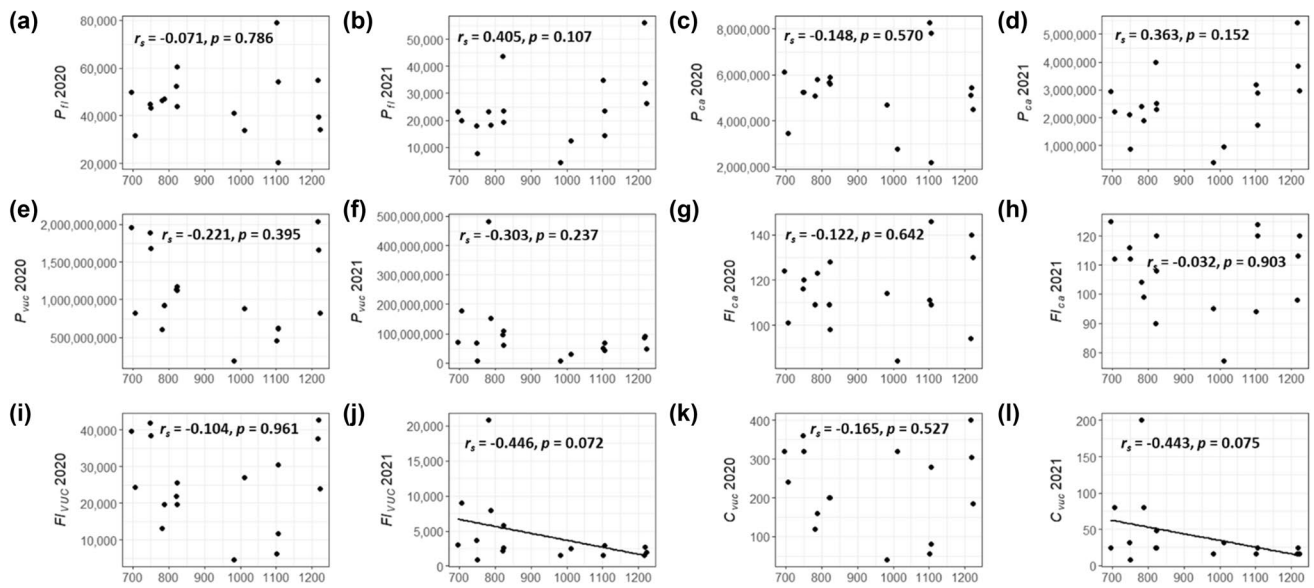 (a)
r_s = -0.071, p = 0.786
P_fl 2020
80,000
60,000
40,000
20,000
700 800 900 1000 1100 1200
(b)
r_s = 0.405, p = 0.107
P_fl 2021
50,000
40,000
30,000
20,000
10,000
700 800 900 1000 1100 1200
(c)
r_s = -0.148, p = 0.570
P_ca 2020
8,000,000
6,000,000
4,000,000
2,000,000
700 800 900 1000 1100 1200
(d)
r_s = 0.363, p = 0.152
P_ca 2021
5,000,000
4,000,000
3,000,000
2,000,000
1,000,000
700 800 900 1000 1100 1200
(e)
r_s = -0.221, p = 0.395
P_vuc 2020
2,000,000,000
1,500,000,000
1,000,000,000
500,000,000
700 800 900 1000 1100 1200
(f)
r_s = -0.303, p = 0.237
P_vuc 2021
500,000,000
400,000,000
300,000,000
200,000,000
100,000,000
0
700 800 900 1000 1100 1200
(g)
r_s = -0.122, p = 0.642
FI_ca 2020
140
120
100
700 800 900 1000 1100 1200
(h)
r_s = -0.032, p = 0.903
FI_ca 2021
120
110
100
90
80
700 800 900 1000 1100 1200
(i)
r_s = -0.104, p = 0.961
FI_VUC 2020
40,000
30,000
20,000
10,000
700 800 900 1000 1100 1200
(j)
r_s = -0.446, p = 0.072
FI_VUC 2021
20,000
15,000
10,000
5,000
0
700 800 900 1000 1100 1200
(k)
r_s = -0.165, p = 0.527
C_vuc 2020
400
300
200
100
700 800 900 1000 1100 1200
(l)
r_s = -0.443, p = 0.075
C_vuc 2021
200
150
100
50
0
700 800 900 1000 1100 1200